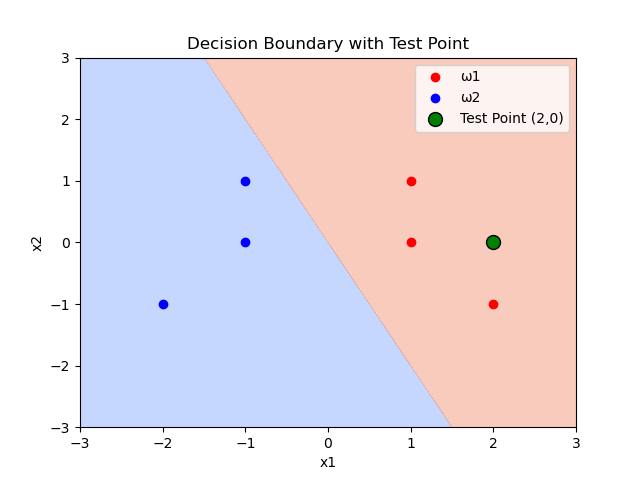 Decision Boundary with Test Point
ω1
ω2
Test Point (2,0)
3
2
1
0
−1
−2
−3
x2
−3
−2
−1
0
1
2
3
x1